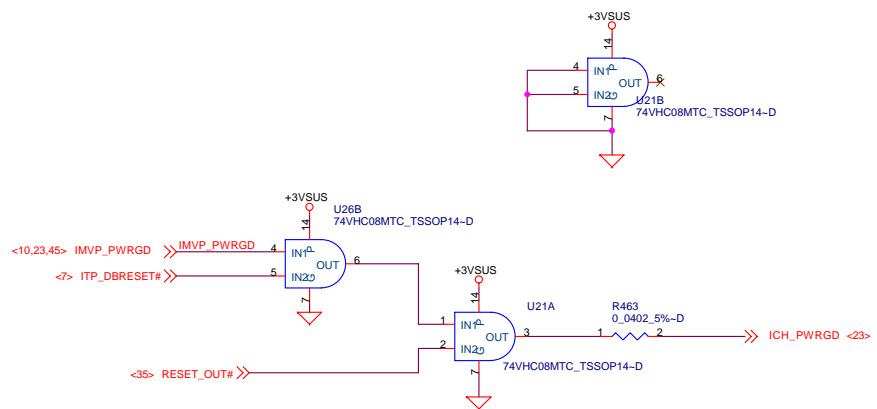 +3VSUS
14
4 IN1 P
OUT 6
5 IN2 G
U21B
7
74VHC08MTC_TSSOP14~D
+3VSUS
U26B
74VHC08MTC_TSSOP14~D
14
<10,23,45> IMVP_PWRGD IMVP_PWRGD 4 IN1 P
OUT 6
<7> ITP_DBRESET# 5 IN2 G
7
+3VSUS
14
U21A
R463
0_0402_5%~D
1 IN1 P
OUT 3 1 2 ICH_PWRGD <23>
2 IN2 G
7
74VHC08MTC_TSSOP14~D
<35> RESET_OUT#